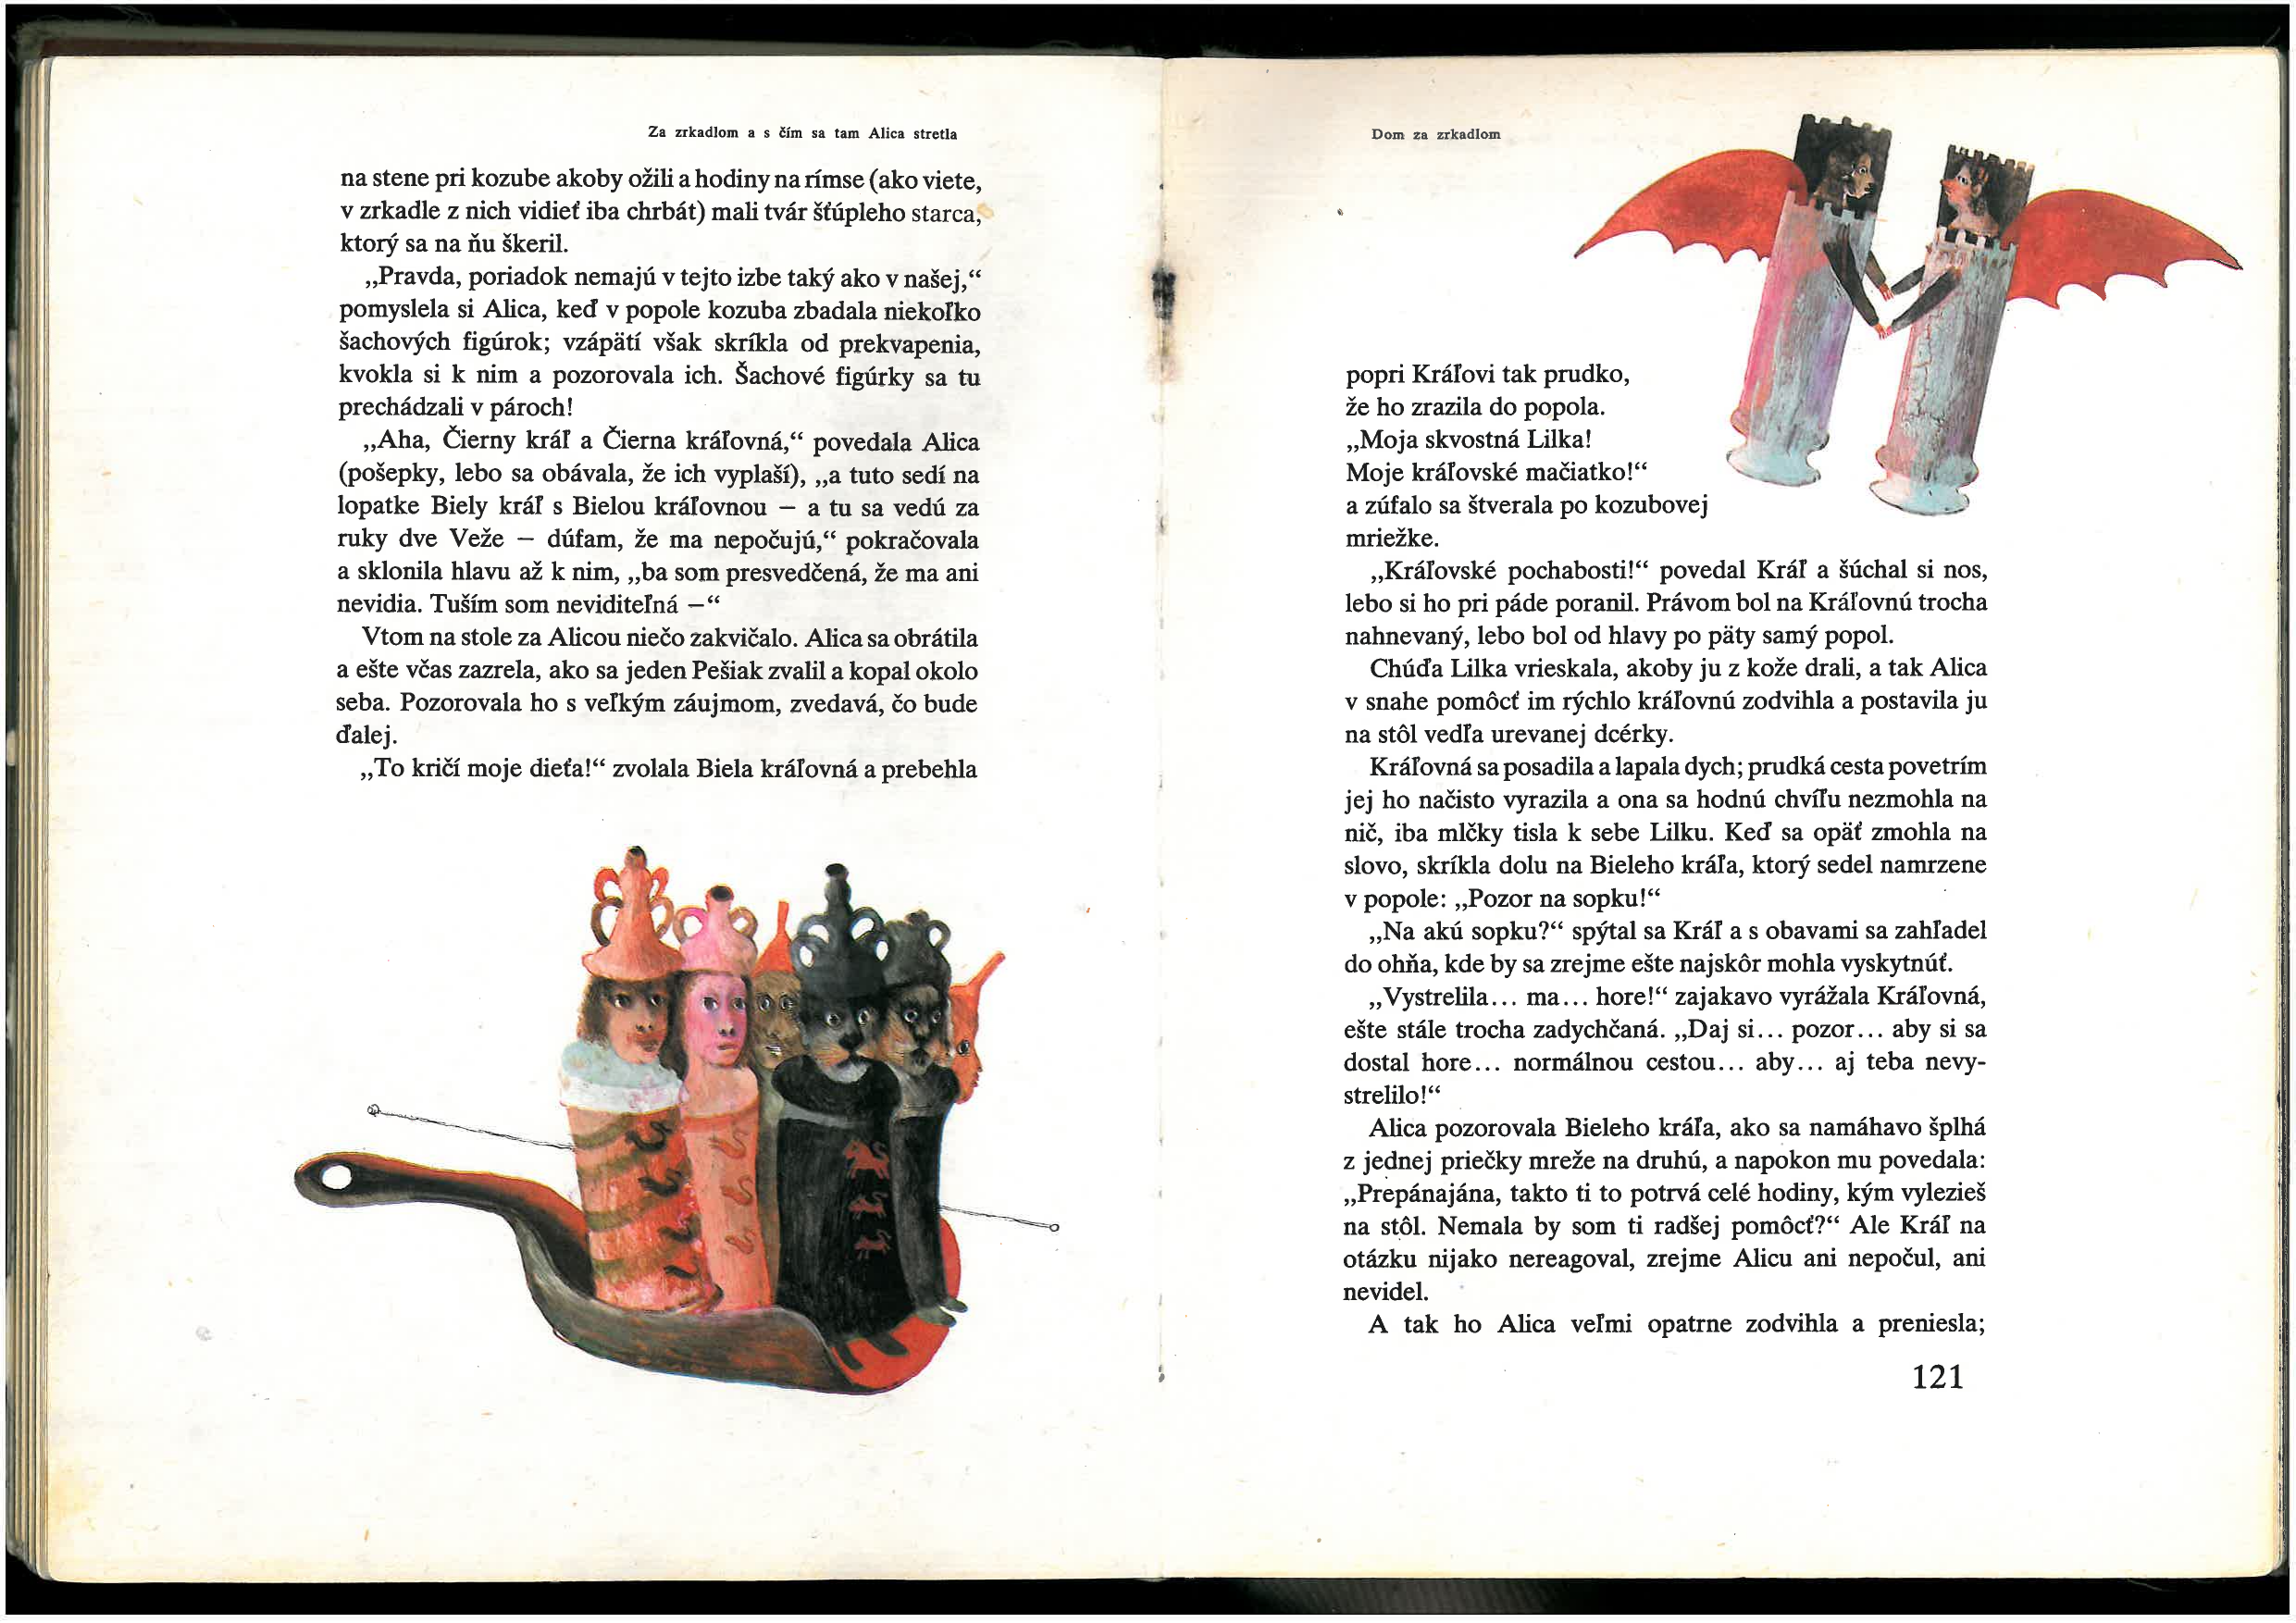 Za zrkadlom a s čím sa tam Alica stretla
na stene pri kozube akoby ožili a hodiny na rímse (ako viete,
v zrkadle z nich vidieť iba chrbát) mali tvár šťúpleho starca,
ktorý sa na ňu škeril.
„Pravda, poriadok nemajú v tejto izbe taký ako v našej,“
pomyslela si Alica, keď v popole kozuba zbadala niekoľko
šachových figúrok; vzápätí však skríkla od prekvapenia,
kvokla si k nim a pozorovala ich. Šachové figúrky sa tu
prechádzali v pároch!
„Aha, Čierny kráľ a Čierna kráľovná,“ povedala Alica
(pošepky, lebo sa obávala, že ich vyplaší), „a tuto sedí na
lopatke Biely kráľ s Bielou kráľovnou — a tu sa vedú za
ruky dve Veže — dúfam, že ma nepočujú,“ pokračovala
a sklonila hlavu až k nim, „ba som presvedčená, že ma ani
nevidia. Tuším som neviditeľná —“
Vtom na stole za Alicou niečo zakvičalo. Alica sa obrátila
a ešte včas zazrela, ako sa jeden Pešiak zvalil a kopal okolo
seba. Pozorovala ho s veľkým záujmom, zvedavá, čo bude
ďalej.
„To kričí moje dieťa!“ zvolala Biela kráľovná a prebehla
Dom za zrkadlom
popri Kráľovi tak prudko,
že ho zrazila do popola.
„Moja skvostná Lilka!
Moje kráľovské mačiatko!“
a zúfalo sa štverala po kozubovej
mriežke.
„Kráľovské pochabosti!“ povedal Kráľ a šúchal si nos,
lebo si ho pri páde poranil. Právom bol na Kráľovnú trocha
nahnevaný, lebo bol od hlavy po päty samý popol.
Chúďa Lilka vrieskala, akoby ju z kože drali, a tak Alica
v snahe pomôcť im rýchlo kráľovnú zodvihla a postavila ju
na stôl vedľa urevanej dcérky.
Kráľovná sa posadila a lapala dych; prudká cesta povetrím
jej ho načisto vyrazila a ona sa hodnú chvíľu nezmohla na
nič, iba mlčky tisla k sebe Lilku. Keď sa opäť zmohla na
slovo, skríkla dolu na Bieleho kráľa, ktorý sedel namrzene
v popole: „Pozor na sopku!“
„Na akú sopku?“ spýtal sa Kráľ a s obavami sa zahľadel
do ohňa, kde by sa zrejme ešte najskôr mohla vyskytnúť.
„Vystrelila... ma... hore!“ zajakavo vyrážala Kráľovná,
ešte stále trocha zadychčaná. „Daj si... pozor... aby si sa
dostal hore... normálnou cestou... aby... aj teba nevy-
strelilo!“
Alica pozorovala Bieleho kráľa, ako sa namáhavo šplhá
z jednej priečky mreže na druhú, a napokon mu povedala:
„Prepánajána, takto ti to potrvá celé hodiny, kým vylezieš
na stôl. Nemala by som ti radšej pomôcť?“ Ale Kráľ na
otázku nijako nereagoval, zrejme Alicu ani nepočul, ani
nevidel.
A tak ho Alica veľmi opatrne zodvihla a preniesla;
121